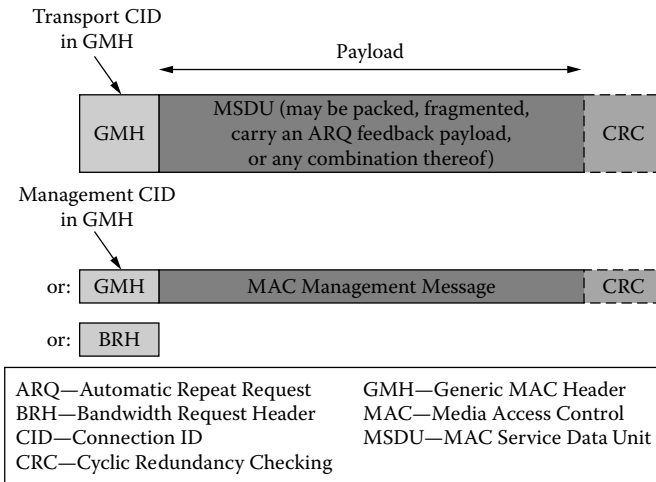 Transport CID
in GMH
Payload
GMH
MSDU (may be packed, fragmented,
carry an ARQ feedback payload,
or any combination thereof)
CRC
Management CID
in GMH
or:
GMH
MAC Management Message
CRC
or:
BRH
ARQ—Automatic Repeat Request
BRH—Bandwidth Request Header
CID—Connection ID
CRC—Cyclic Redundancy Checking
GMH—Generic MAC Header
MAC—Media Access Control
MSDU—MAC Service Data Unit